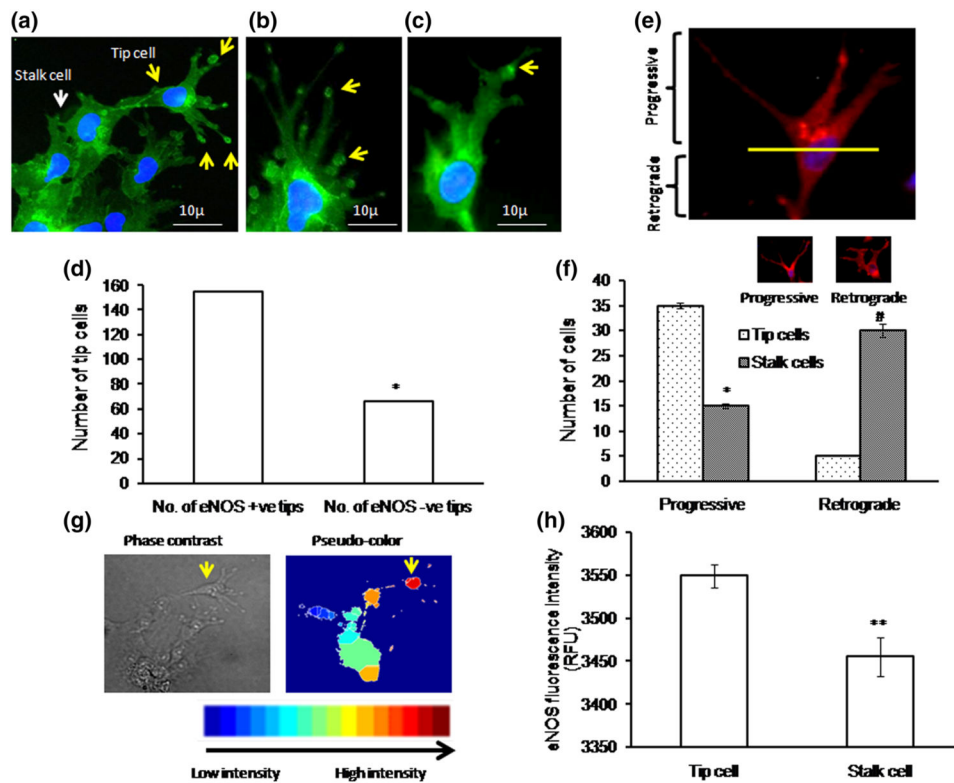 (a)
Tip cell
Stalk cell
10µ
(b)
10µ
(c)
10µ
(e)
Progressive
Retrograde
(d)
Number of tip cells
160
140
120
100
80
60
40
20
0
*
No. of eNOS +ve tips
No. of eNOS -ve tips
(f)
Progressive
Retrograde
Number of cells
40
35
30
25
20
15
10
5
0
Tip cells
Stalk cells
*
#
Progressive
Retrograde
(g)
Phase contrast
Pseudo-color
Low intensity
High intensity
(h)
eNOS fluorescence intensity
(RFU)
3600
3550
3500
3450
3400
3350
**
Tip cell
Stalk cell